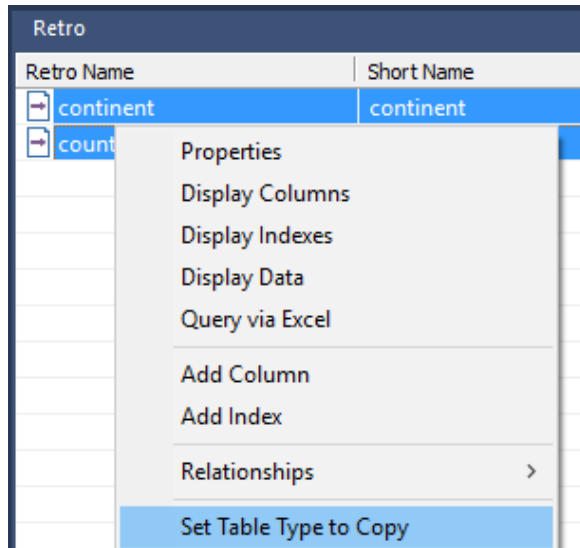 Retro
Retro Name Short Name
continent continent
count
Properties
Display Columns
Display Indexes
Display Data
Query via Excel
Add Column
Add Index
Relationships
Set Table Type to Copy